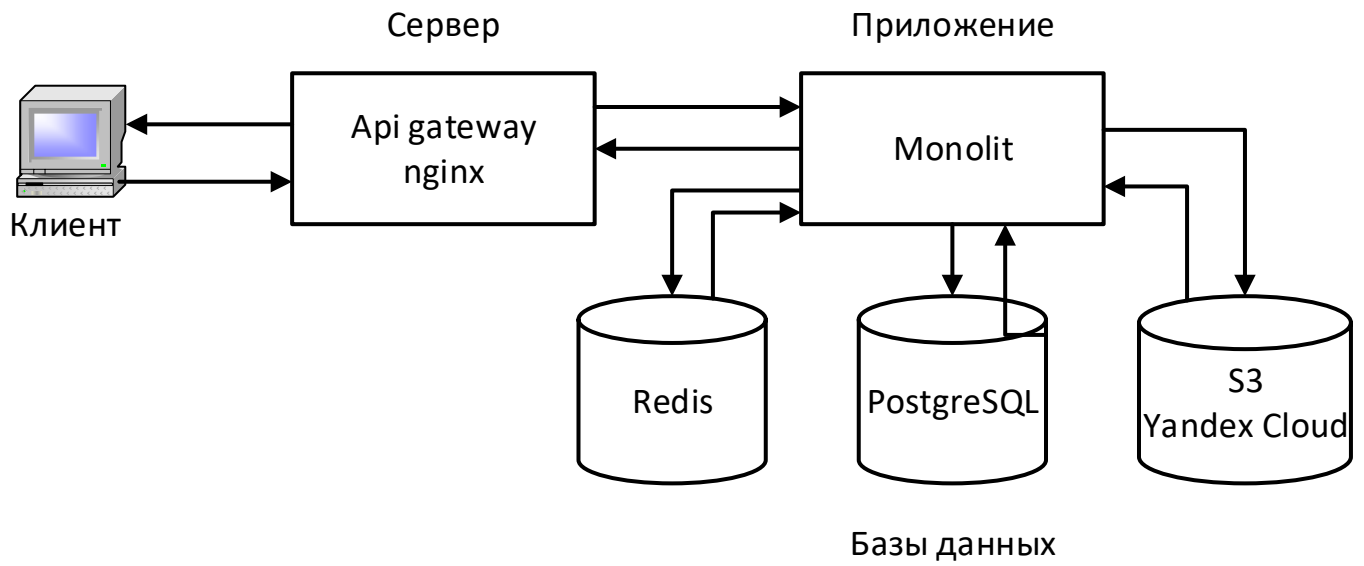 Сервер
Приложение
Api gateway
nginx
Monolit
Клиент
Redis
PostgreSQL
S3
Yandex Cloud
Базы данных